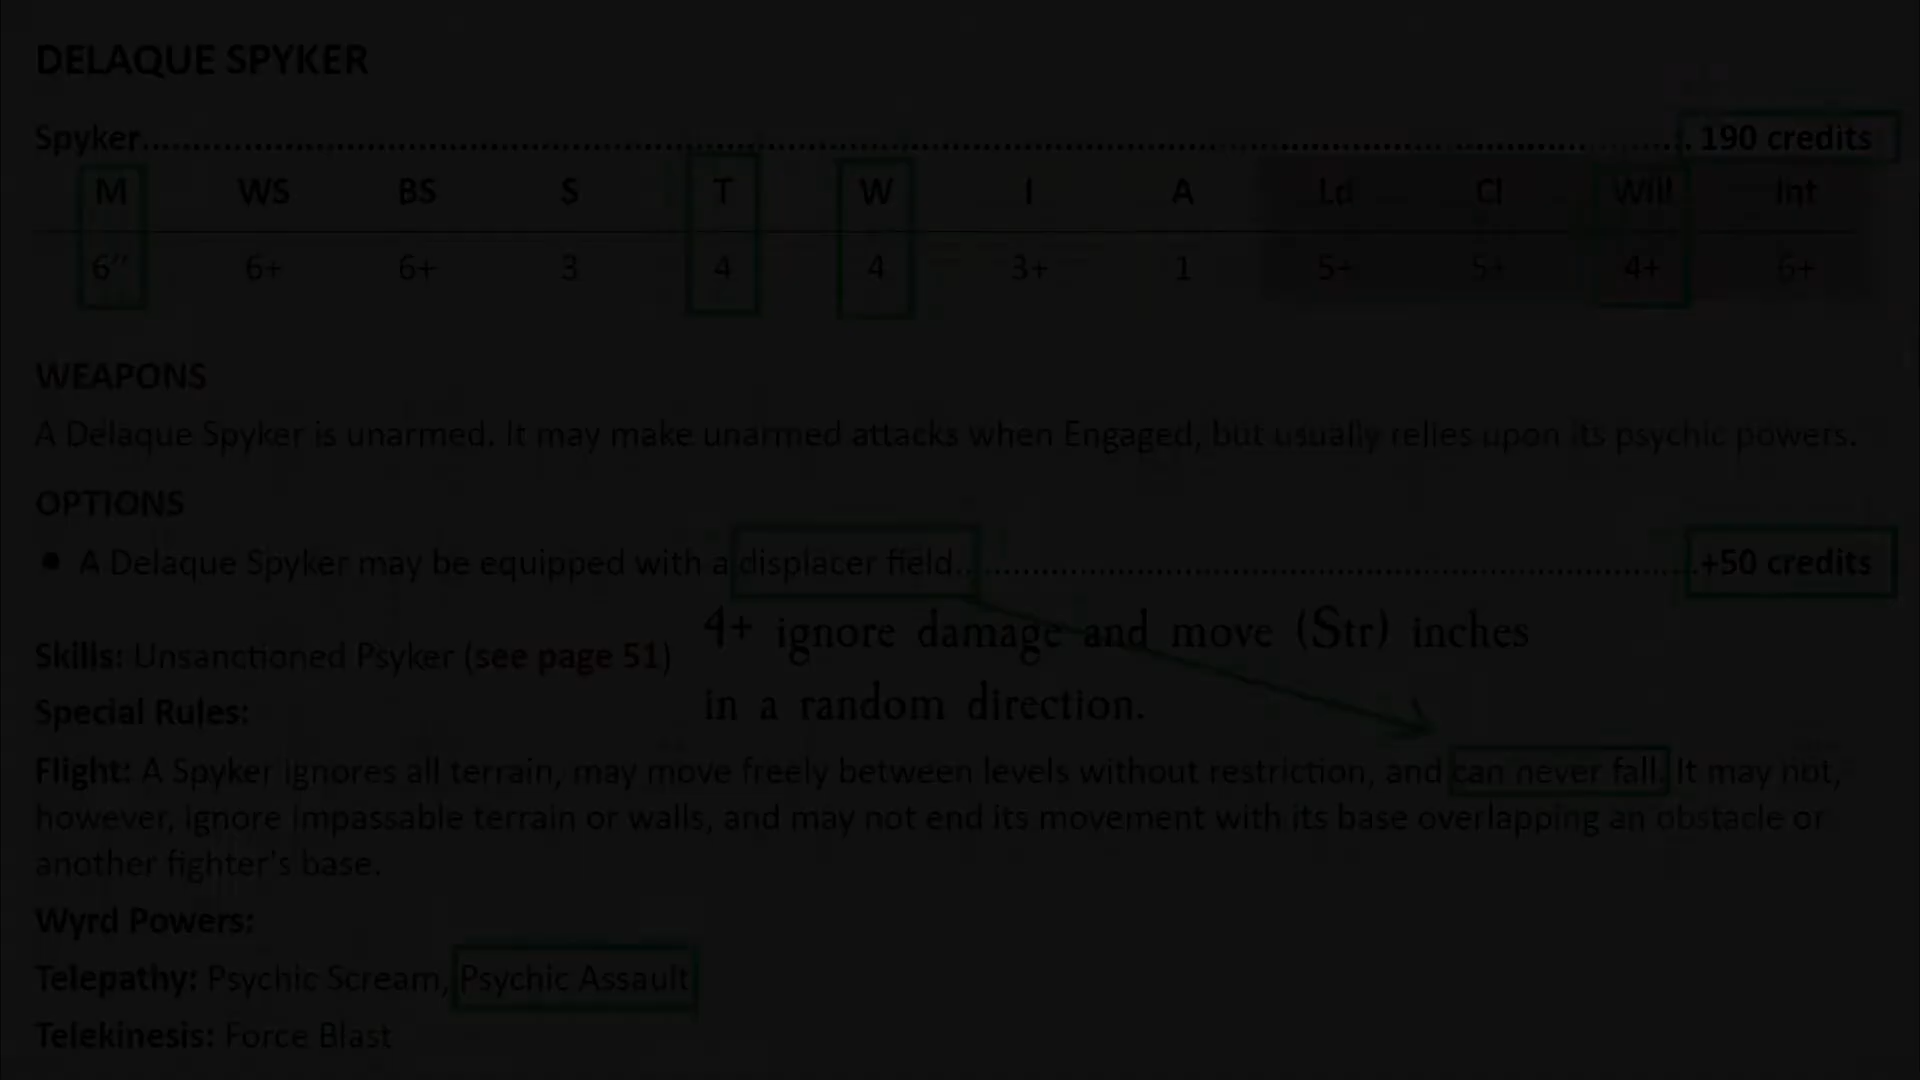 DELAQUE SPYKER
Spyker.................................................................................................. 190 credits
M WS BS S T W I A Ld Cl Will Int
6” 6+ 6+ 3 4 4 3+ 1 5+ 5+ 4+ 6+
WEAPONS
A Delaque Spyker is unarmed. It may make unarmed attacks when Engaged, but usually relies upon its psychic powers.
OPTIONS
• A Delaque Spyker may be equipped with a displacer field..................................................+50 credits
4+ ignore damage and move (Str) inches
in a random direction.
Skills: Unsanctioned Psyker (see page 51)
Special Rules:
Flight: A Spyker ignores all terrain, may move freely between levels without restriction, and can never fall. It may not,
however, ignore impassable terrain or walls, and may not end its movement with its base overlapping an obstacle or
another fighter’s base.
Wyrd Powers:
Telepathy: Psychic Scream, Psychic Assault
Telekinesis: Force Blast